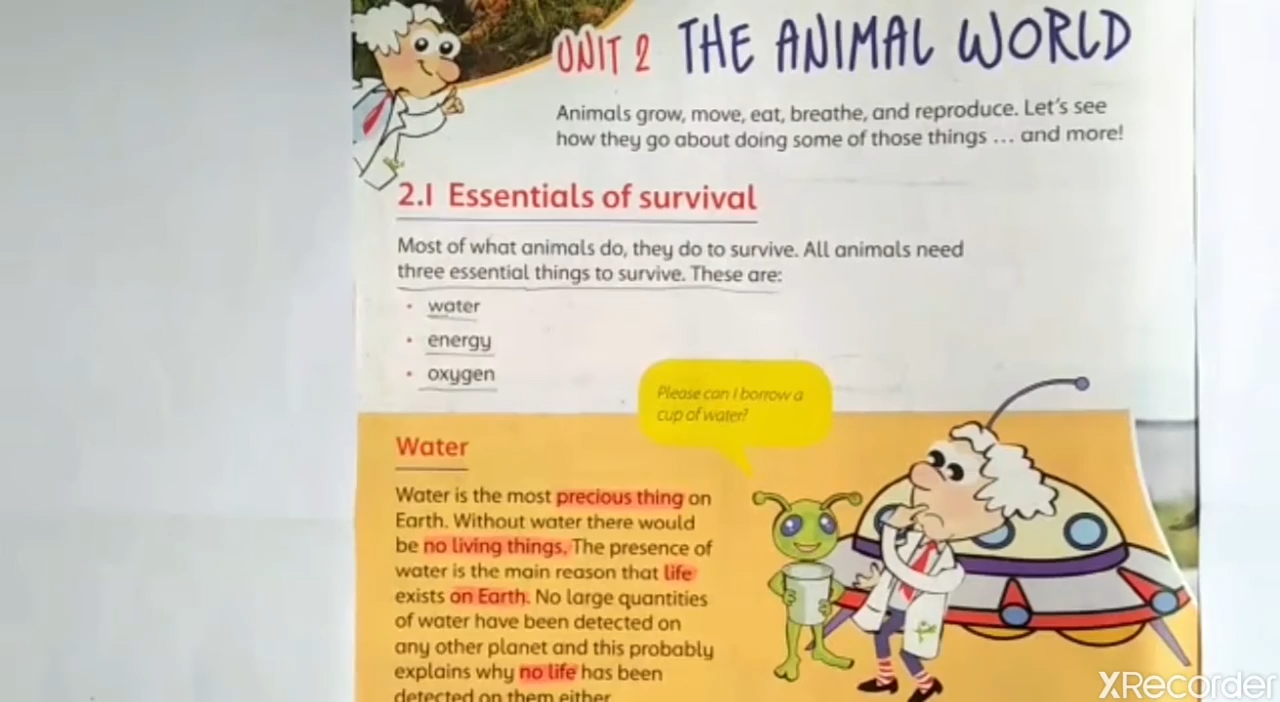 UNIT 2 THE ANIMAL WORLD
Animals grow, move, eat, breathe, and reproduce. Let's see
how they go about doing some of those things ... and more!
2.1 Essentials of survival
Most of what animals do, they do to survive. All animals need
three essential things to survive. These are:
• water
• energy
• oxygen
Please can I borrow a
cup of water?
Water
Water is the most precious thing on
Earth. Without water there would
be no living things. The presence of
water is the main reason that life
exists on Earth. No large quantities
of water have been detected on
any other planet and this probably
explains why no life has been
detected on them either
XRecorder